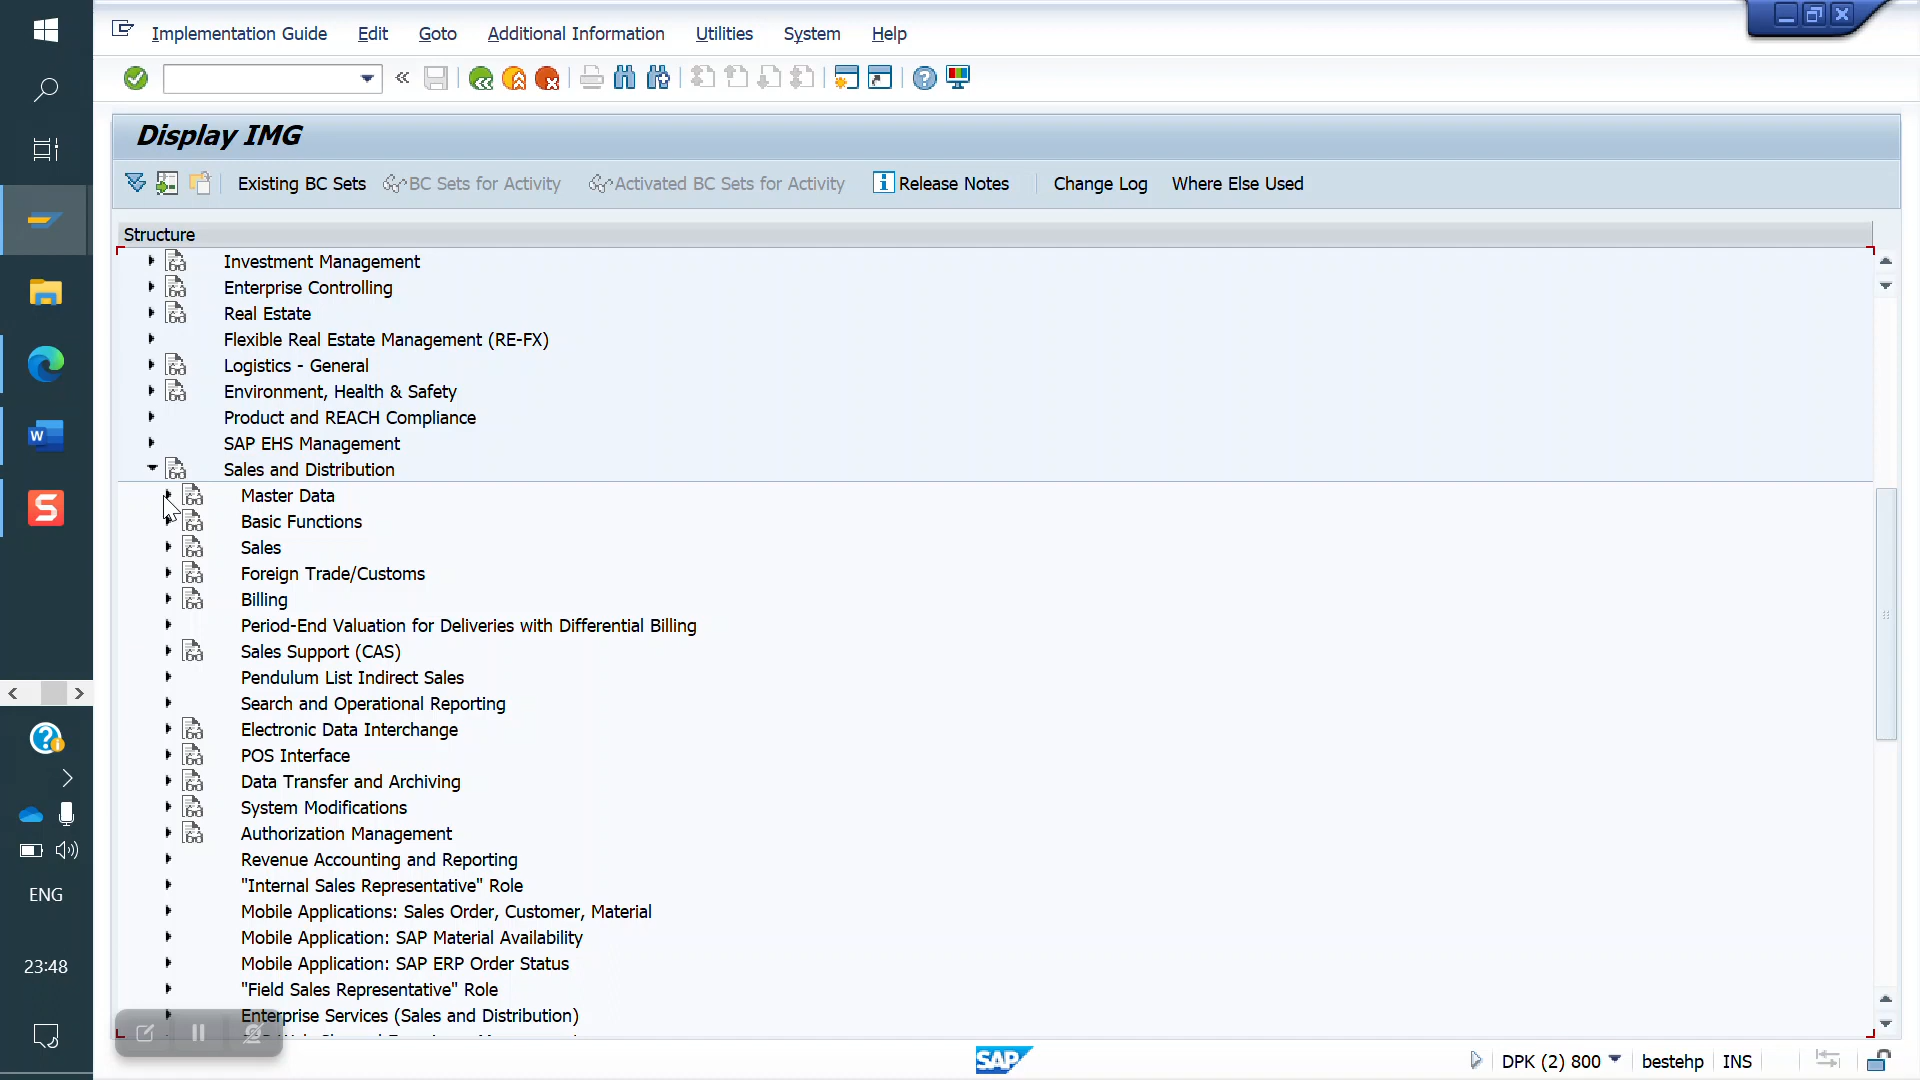 Implementation Guide Edit Goto Additional Information Utilities System Help
Display IMG
Existing BC Sets BC Sets for Activity Activated BC Sets for Activity Release Notes Change Log Where Else Used
Structure
Investment Management
Enterprise Controlling
Real Estate
Flexible Real Estate Management (RE-FX)
Logistics - General
Environment, Health & Safety
Product and REACH Compliance
SAP EHS Management
Sales and Distribution
Master Data
Basic Functions
Sales
Foreign Trade/Customs
Billing
Period-End Valuation for Deliveries with Differential Billing
Sales Support (CAS)
Pendulum List Indirect Sales
Search and Operational Reporting
Electronic Data Interchange
POS Interface
Data Transfer and Archiving
System Modifications
Authorization Management
Revenue Accounting and Reporting
"Internal Sales Representative" Role
Mobile Applications: Sales Order, Customer, Material
Mobile Application: SAP Material Availability
Mobile Application: SAP ERP Order Status
"Field Sales Representative" Role
Enterprise Services (Sales and Distribution)
SAP DPK (2) 800 bestehp INS
W
S
ENG
23:48